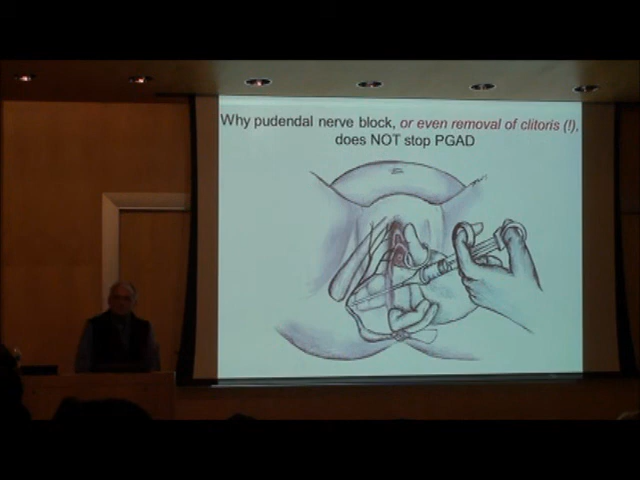 Why pudendal nerve block, or even removal of clitoris (!),
does NOT stop PGAD